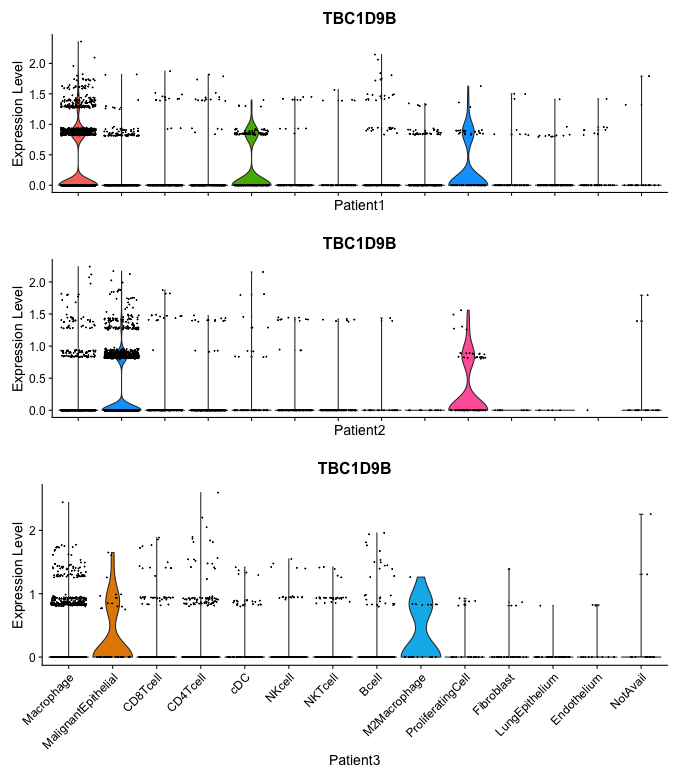 TBC1D9B
Expression Level
2.0
1.5
1.0
0.5
0.0
Patient1
TBC1D9B
Expression Level
2.0
1.5
1.0
0.5
0.0
Patient2
TBC1D9B
Expression Level
2
1
0
Macrophage
MalignantEpithelial
CD8Tcell
CD4Tcell
cDC
NKcell
NKTcell
Bcell
M2Macrophage
ProliferatingCell
Fibroblast
LungEpithelium
Endothelium
NotAvail
Patient3